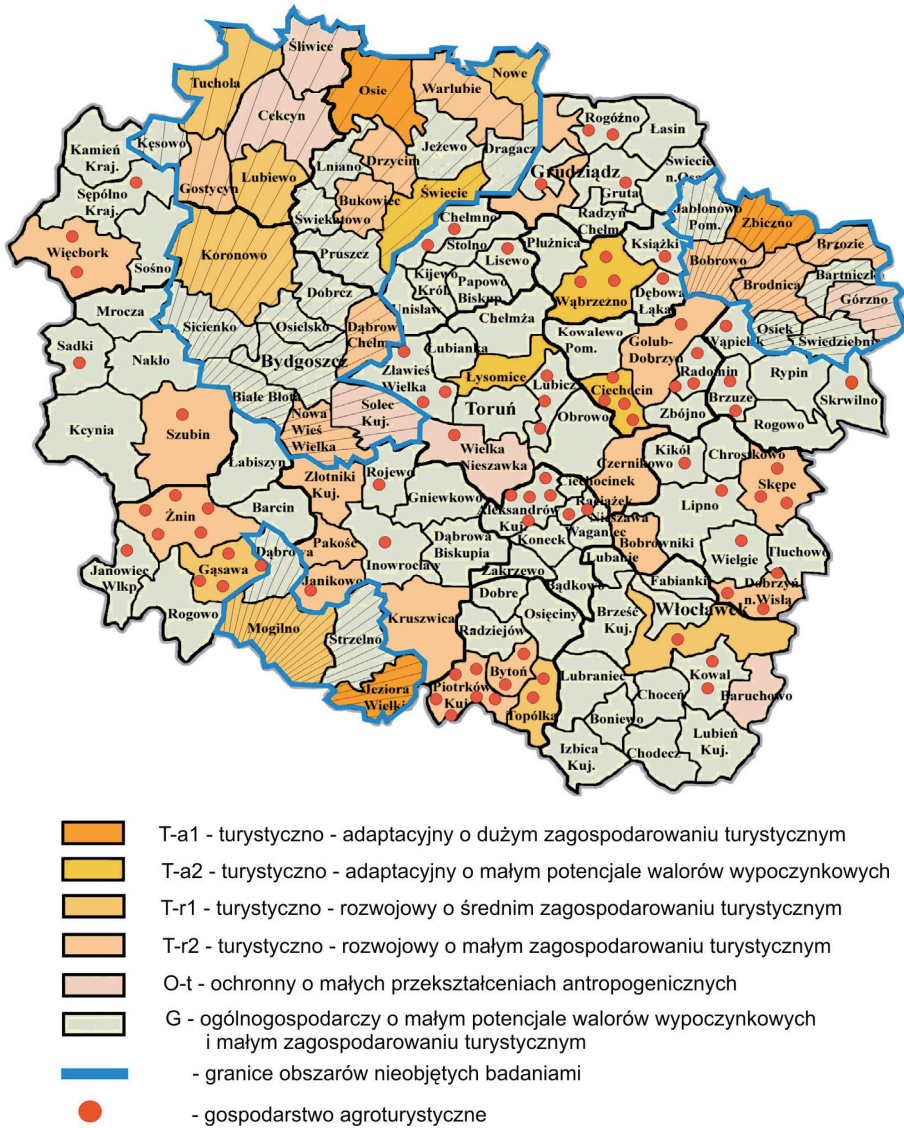 Śliwice
Tuchola
Osie
Nowe
Warlubie
Cekcyn
Rogóźno
Łasin
Kęsowo
Kamień
Kraj.
Lniano
Drzycim
Jeżewo
Dragacz
Grudziądz
Świecie
n.Osą
Gostycyn
Lubiewo
Sępólno
Kraj.
Bukowiec
Świecie
Gruta
Radzyń
Chełm.
Jabłonowo
Pom.
Zbiczno
Świekatowo
Chełmno
Stolno
Płużnica
Książki
Brzozie
Więcbork
Koronowo
Pruszcz
Lisewo
Bobrowo
Bartniczk
Sośno
Kijewo
Król.
Papowo
Biskup.
Wąbrzeźno
Dębowa
Łąka
Brodnica
Górzno
Mrocza
Dobrcz
Unisław
Chełmża
Sicienko
Osielsko
Dąbrowa
Chełm.
Kowalewo
Pom.
Golub-
Dobrzyń
Wąpielsk
Osiek
Świedziebnia
Sadki
Nakło
Bydgoszcz
Łubianka
Zławieś
Wielka
Łysomice
Radomin
Rypin
Ciechocin
Lubicz
Brzuze
Skrwilno
Białe Błota
Solec
Kuj.
Toruń
Obrowo
Zbójno
Rogowo
Kcynia
Szubin
Nowa
Wieś
Wielka
Wielka
Nieszawka
Kikół
Chrostkowo
Łabiszyn
Złotniki
Kuj.
Rojewo
Czernikowo
Ciechocinek
Skępe
Gniewkowo
Aleksandrów
Kuj.
Raciążek
Nieszawa
Lipno
Żnin
Barcin
Waganiec
Pakość
Inowrocław
Dąbrowa
Biskupia
Koneck
Bobrowniki
Wielgie
Tłuchowo
Janowiec
Wlkp.
Gąsawa
Dąbrowa
Janikowo
Zakrzewo
Lubanie
Bądkowo
Fabianki
Dobrzyń
n.Wisłą
Rogowo
Dobre
Osięciny
Brześć
Kuj.
Włocławek
Mogilno
Strzelno
Kruszwica
Radziejów
Kowal
Jeziora
Wielki
Piotrków
Kuj.
Bytoń
Lubraniec
Choceń
Baruchowo
Topólka
Boniewo
Lubień
Kuj.
Izbica
Kuj.
Chodecz
T-a1 - turystyczno - adaptacyjny o dużym zagospodarowaniu turystycznym
T-a2 - turystyczno - adaptacyjny o małym potencjale walorów wypoczynkowych
T-r1 - turystyczno - rozwojowy o średnim zagospodarowaniu turystycznym
T-r2 - turystyczno - rozwojowy o małym zagospodarowaniu turystycznym
O-t - ochronny o małych przekształceniach antropogenicznych
G - ogólnogospodarczy o małym potencjale walorów wypoczynkowych
i małym zagospodarowaniu turystycznym
- granice obszarów nieobjętych badaniami
- gospodarstwo agroturystyczne